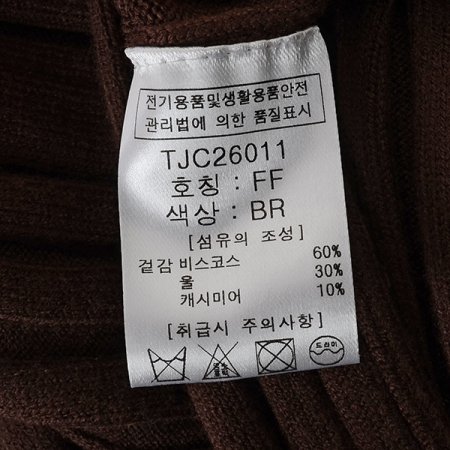 전기용품및생활용품안전
관리법에 의한 품질표시
TJC26011
호칭 : FF
색상 : BR
[섬유의 조성]
겉감 비스코스 60%
울 30%
캐시미어 10%
[취급시 주의사항]
드라이